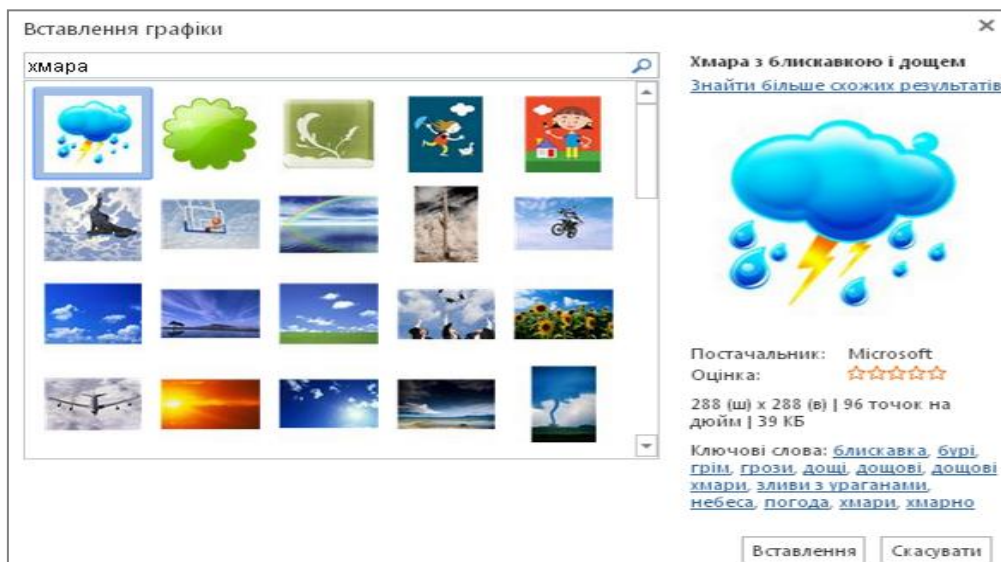 Вставлення графіки
хмара
Хмара з блискавкою і дощем
Знайти більше схожих результатів
Постачальник: Microsoft
Оцінка:
288 (ш) x 288 (в) | 96 точок на
дюйм | 39 КБ
Ключові слова: блискавка, бурі,
грім, грози, дощі, дощові, дощові
хмари, зливи з ураганами,
небеса, погода, хмари, хмарно
Вставлення
Скасувати